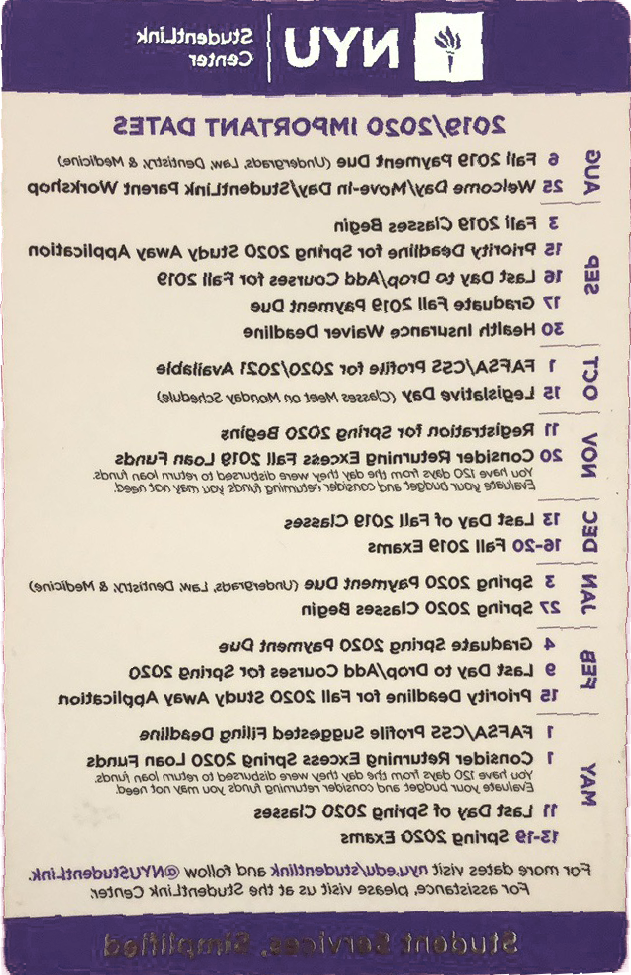 NYU
StudentLink
Center
2019/2020 IMPORTANT DATES
AUG
6 Fall 2019 Payment Due (Undergrads, Law, Dentistry, & Medicine)
25 Welcome Day/Move-In Day/StudentLink Parent Workshop
SEP
3 Fall 2019 Classes Begin
15 Priority Deadline for Spring 2020 Study Away Application
16 Last Day to Drop/Add Courses for Fall 2019
17 Graduate Fall 2019 Payment Due
30 Health Insurance Waiver Deadline
OCT
1 FAFSA/CSS Profile for 2020/2021 Available
15 Legislative Day (Classes Meet on Monday Schedule)
NOV
11 Registration for Spring 2020 Begins
20 Consider Returning Excess Fall 2019 Loan Funds
You have 120 days from the day they were disbursed to return loan funds.
Evaluate your budget and consider returning funds you may not need.
DEC
13 Last Day of Fall 2019 Classes
16-20 Fall 2019 Exams
JAN
3 Spring 2020 Payment Due (Undergrads, Law, Dentistry, & Medicine)
27 Spring 2020 Classes Begin
FEB
4 Graduate Spring 2020 Payment Due
9 Last Day to Drop/Add Courses for Spring 2020
15 Priority Deadline for Fall 2020 Study Away Application
MAY
1 FAFSA/CSS Profile Suggested Filing Deadline
1 Consider Returning Excess Spring 2020 Loan Funds
You have 120 days from the day they were disbursed to return loan funds.
Evaluate your budget and consider returning funds you may not need.
11 Last Day of Spring 2020 Classes
13-19 Spring 2020 Exams
For more dates visit nyu.edu/studentlink and follow @NYUStudentLink.
For assistance, please visit us at the StudentLink Center.
Student Services, Simplified